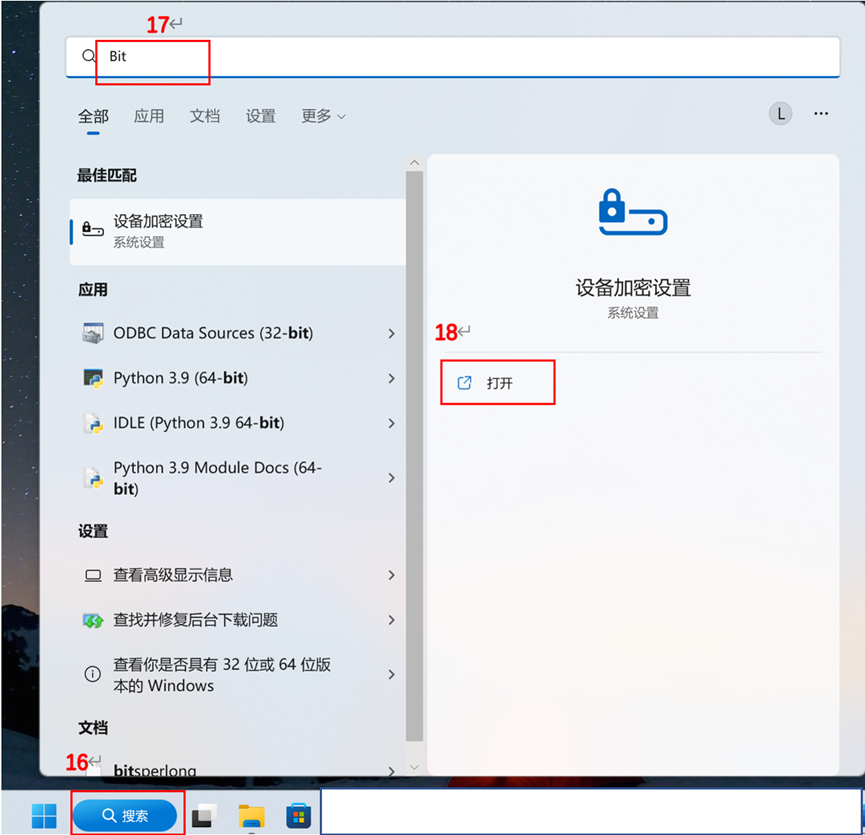 17↵
Bit
全部 应用 文档 设置 更多
L
最佳匹配
设备加密设置
系统设置
应用
ODBC Data Sources (32-bit)
Python 3.9 (64-bit)
IDLE (Python 3.9 64-bit)
Python 3.9 Module Docs (64-
bit)
设置
查看高级显示信息
查找并修复后台下载问题
查看你是否具有 32 位或 64 位版
本的 Windows
文档
bitsperlong
设备加密设置
系统设置
18↵
打开
16↵
搜索